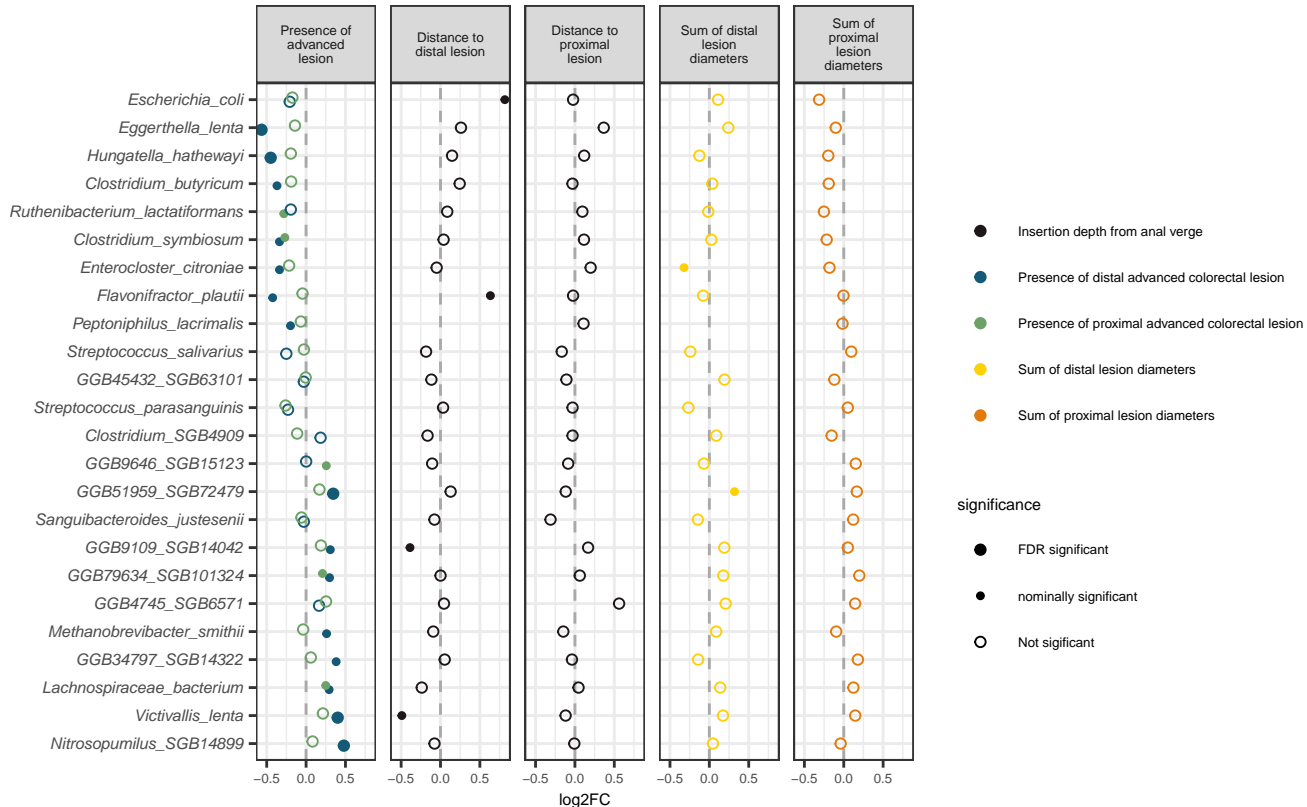 Presence of
advanced
lesion
Distance to
distal lesion
Distance to
proximal
lesion
Sum of distal
lesion
diameters
Sum of
proximal
lesion
diameters
Escherichia_coli
Eggerthella_lenta
Hungatella_hathewayi
Clostridium_butyricum
Ruthenibacterium_lactatiformans
Clostridium_symbiosum
Enterocloster_citroniae
Flavonifractor_plautii
Peptoniphilus_lacrimalis
Streptococcus_salivarius
GGB45432_SGB63101
Streptococcus_parasanguinis
Clostridium_SGB4909
GGB9646_SGB15123
GGB51959_SGB72479
Sanguibacteroides_justesenii
GGB9109_SGB14042
GGB79634_SGB101324
GGB4745_SGB6571
Methanobrevibacter_smithii
GGB34797_SGB14322
Lachnospiraceae_bacterium
Victivallis_lenta
Nitrosopumilus_SGB14899
−0.5 0.0 0.5
−0.5 0.0 0.5
−0.5 0.0 0.5
−0.5 0.0 0.5
−0.5 0.0 0.5
log2FC
Insertion depth from anal verge
Presence of distal advanced colorectal lesion
Presence of proximal advanced colorectal lesion
Sum of distal lesion diameters
Sum of proximal lesion diameters
significance
FDR significant
nominally significant
Not sigificant